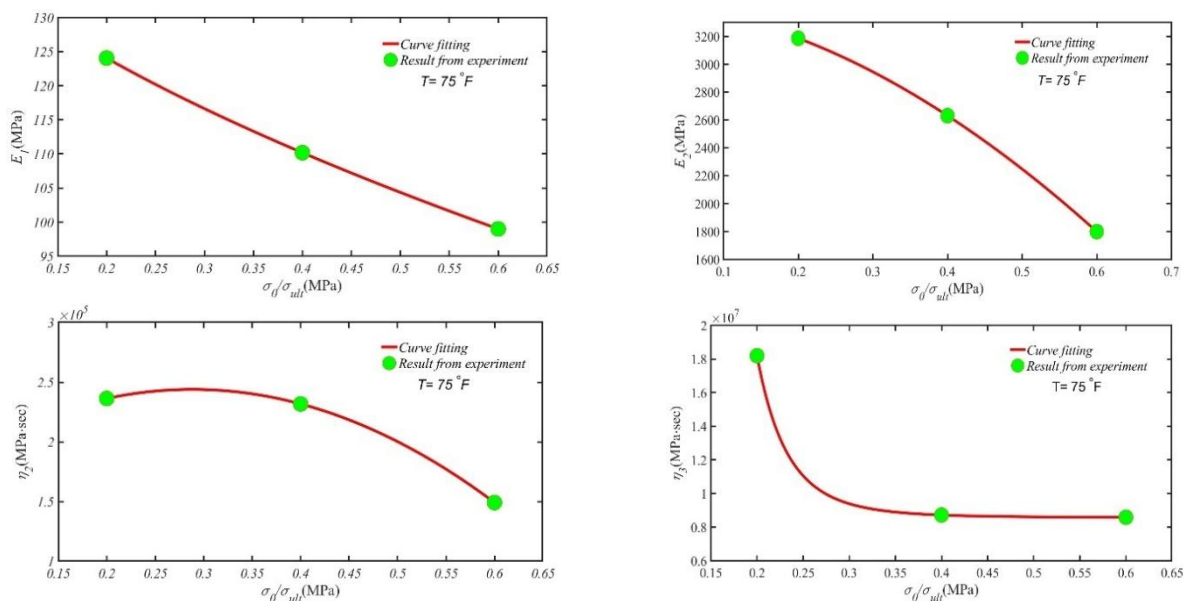 130
125
120
115
110
105
100
95
E1(MPa)
Curve fitting
Result from experiment
T= 75 °F
0.15 0.2 0.25 0.3 0.35 0.4 0.45 0.5 0.55 0.6 0.65
σ0/σult(MPa)
3200
3000
2800
2600
2400
2200
2000
1800
1600
E2(MPa)
Curve fitting
Result from experiment
T= 75 °F
0.1 0.2 0.3 0.4 0.5 0.6 0.7
σ0/σult(MPa)
×10^5
3
2.5
2
1.5
1
η2(MPa·sec)
Curve fitting
Result from experiment
T= 75 °F
0.15 0.2 0.25 0.3 0.35 0.4 0.45 0.5 0.55 0.6 0.65
σ0/σult(MPa)
×10^7
2
1.8
1.6
1.4
1.2
1
0.8
0.6
η3(MPa·sec)
Curve fitting
Result from experiment
T= 75 °F
0.15 0.2 0.25 0.3 0.35 0.4 0.45 0.5 0.55 0.6 0.65
σ0/σult(MPa)